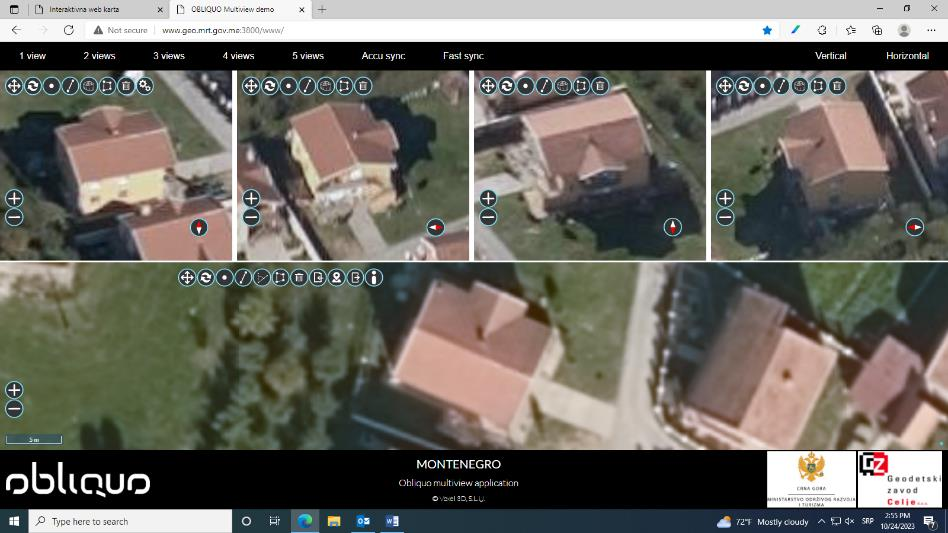 Interaktivna web karta
OBLIQUO Multiview demo
Not secure
www.geo.mrt.gov.me:3800/www/
1 view
2 views
3 views
4 views
5 views
Accu sync
Fast sync
Vertical
Horizontal
5 m
obliquo
MONTENEGRO
Obliquo multiview application
© Voxel 3D, S.L.U.
CRNA GORA
MINISTARSTVO ODRŽIVOG RAZVOJA
I TURIZMA
GZ
Geodetski
zavod
Celje d.o.o.
Type here to search
72°F Mostly cloudy
SRP
2:55 PM
10/24/2023
7